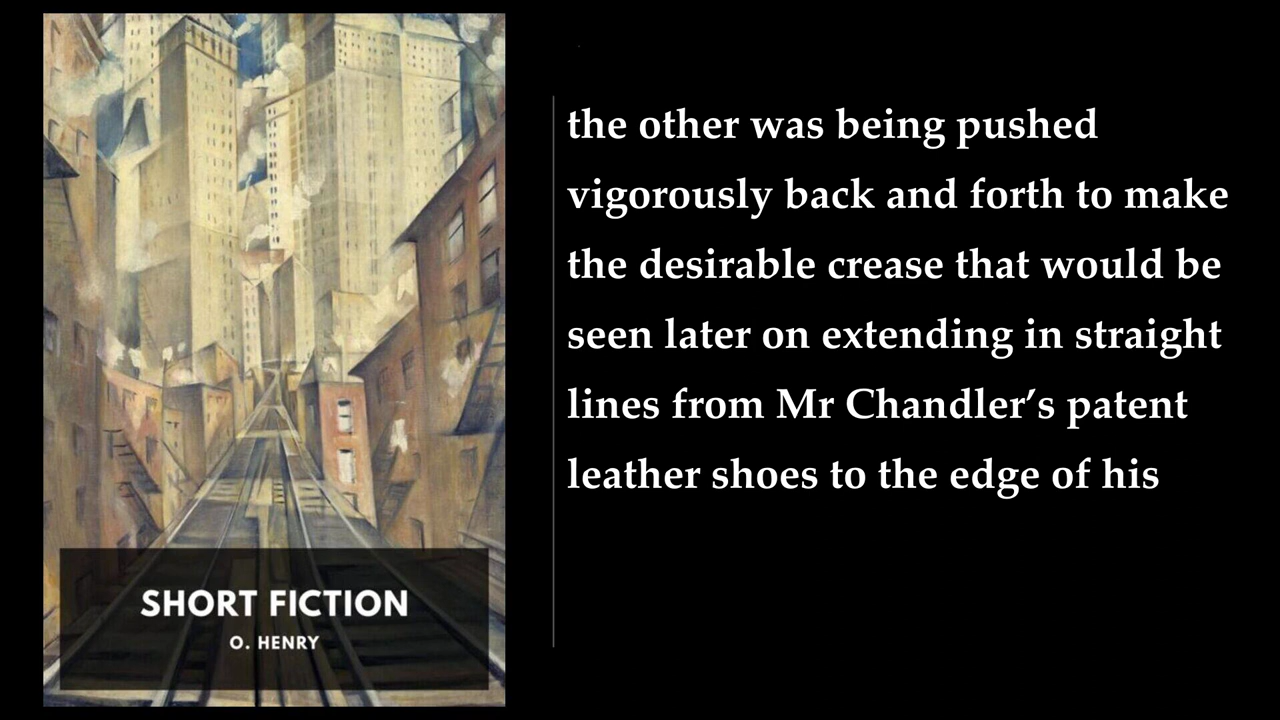 the other was being pushed
vigorously back and forth to make
the desirable crease that would be
seen later on extending in straight
lines from Mr Chandler’s patent
leather shoes to the edge of his
SHORT FICTION
O. HENRY